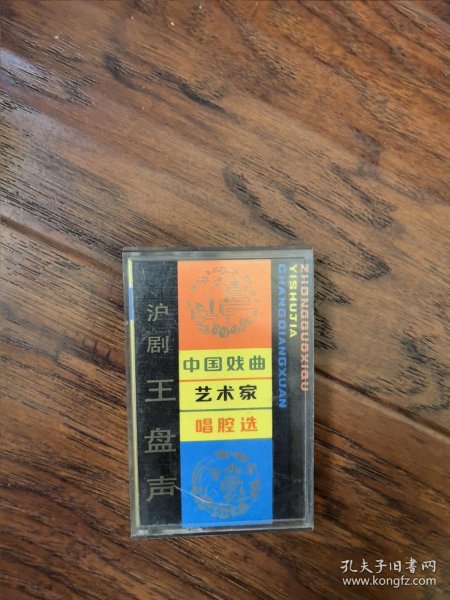 沪剧
王盘声
中国戏曲
艺术家
唱腔选
ZHONGGUOXIQU
YISHUJIA
CHANGQIANGXUAN
孔夫子旧书网
www.kongfz.com